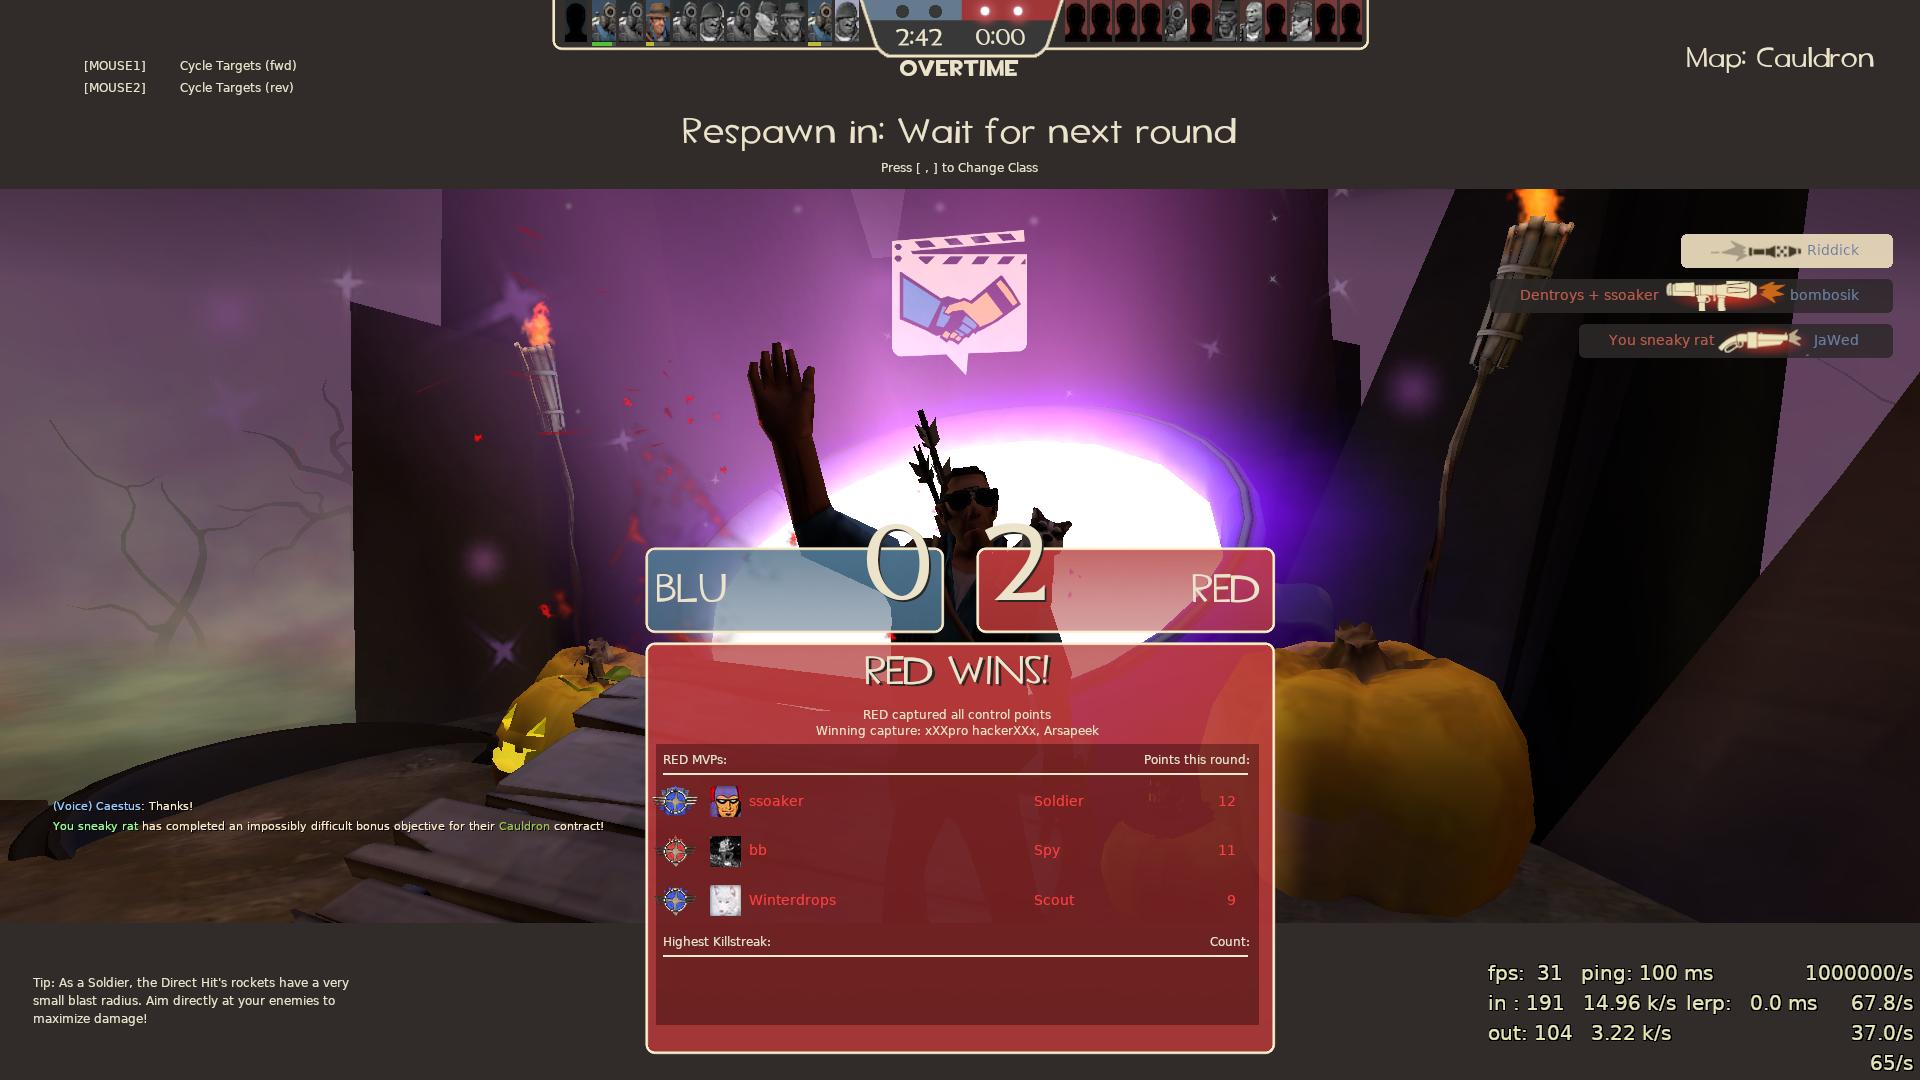 2:42 0:00
OVERTIME
[MOUSE1] Cycle Targets (fwd)
[MOUSE2] Cycle Targets (rev)
Map: Cauldron
Respawn in: Wait for next round
Press [ , ] to Change Class
Riddick
Dentroys + ssoaker bombosik
You sneaky rat JaWed
BLU 0 2 RED
RED WINS!
RED captured all control points
Winning capture: xXXpro hackerXXx, Arsapeek
RED MVPs: Points this round:
ssoaker Soldier 12
bb Spy 11
Winterdrops Scout 9
Highest Killstreak: Count:
(Voice) Caestus: Thanks!
You sneaky rat has completed an impossibly difficult bonus objective for their Cauldron contract!
Tip: As a Soldier, the Direct Hit's rockets have a very
small blast radius. Aim directly at your enemies to
maximize damage!
fps: 31 ping: 100 ms 1000000/s
in : 191 14.96 k/s lerp: 0.0 ms 67.8/s
out: 104 3.22 k/s 37.0/s
65/s